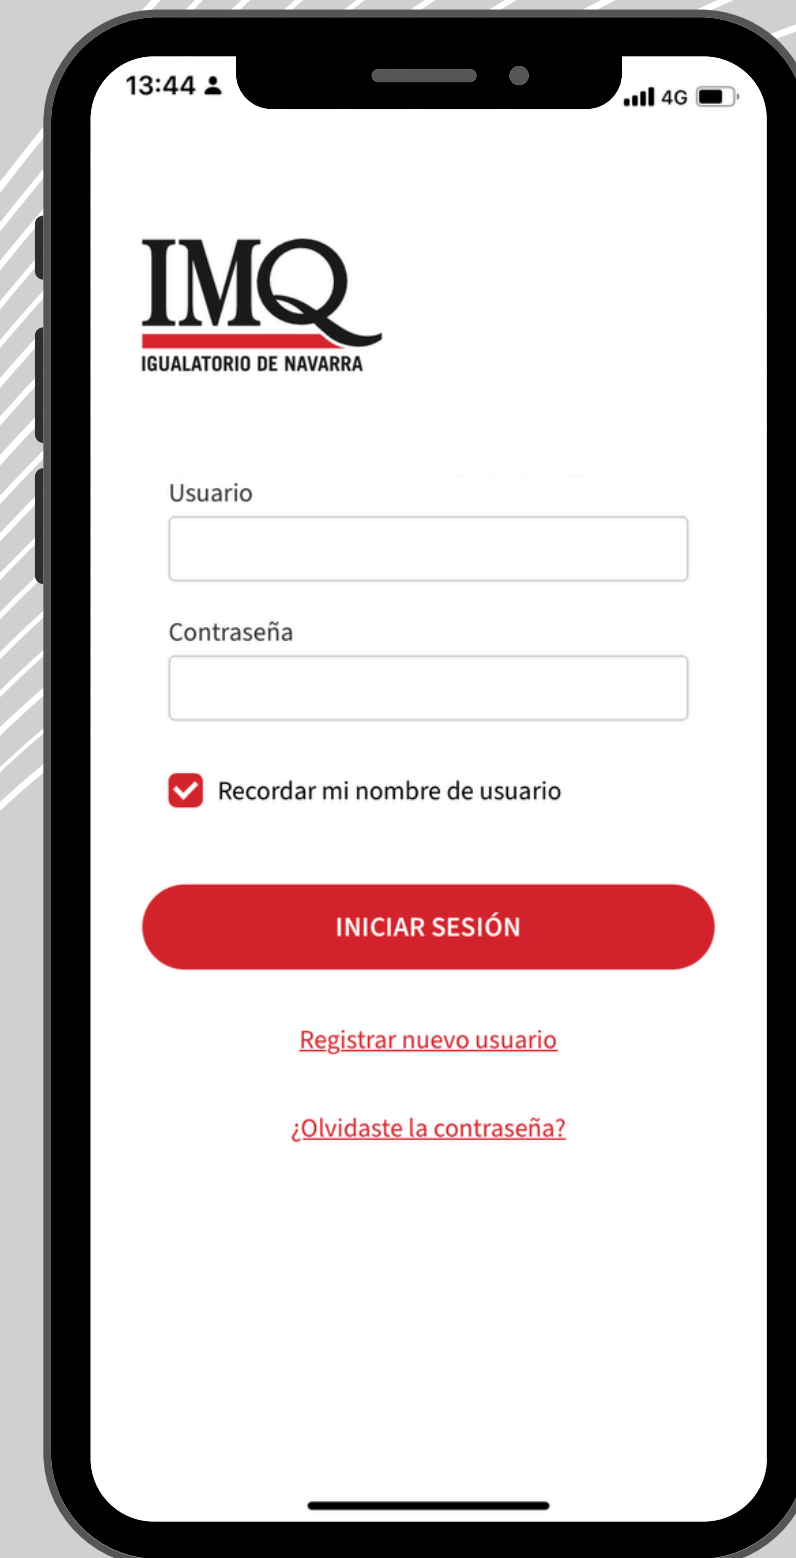 13:44
4G
IMQ
IGUALATORIO DE NAVARRA
Usuario
Contraseña
Recordar mi nombre de usuario
INICIAR SESIÓN
Registrar nuevo usuario
¿Olvidaste la contraseña?